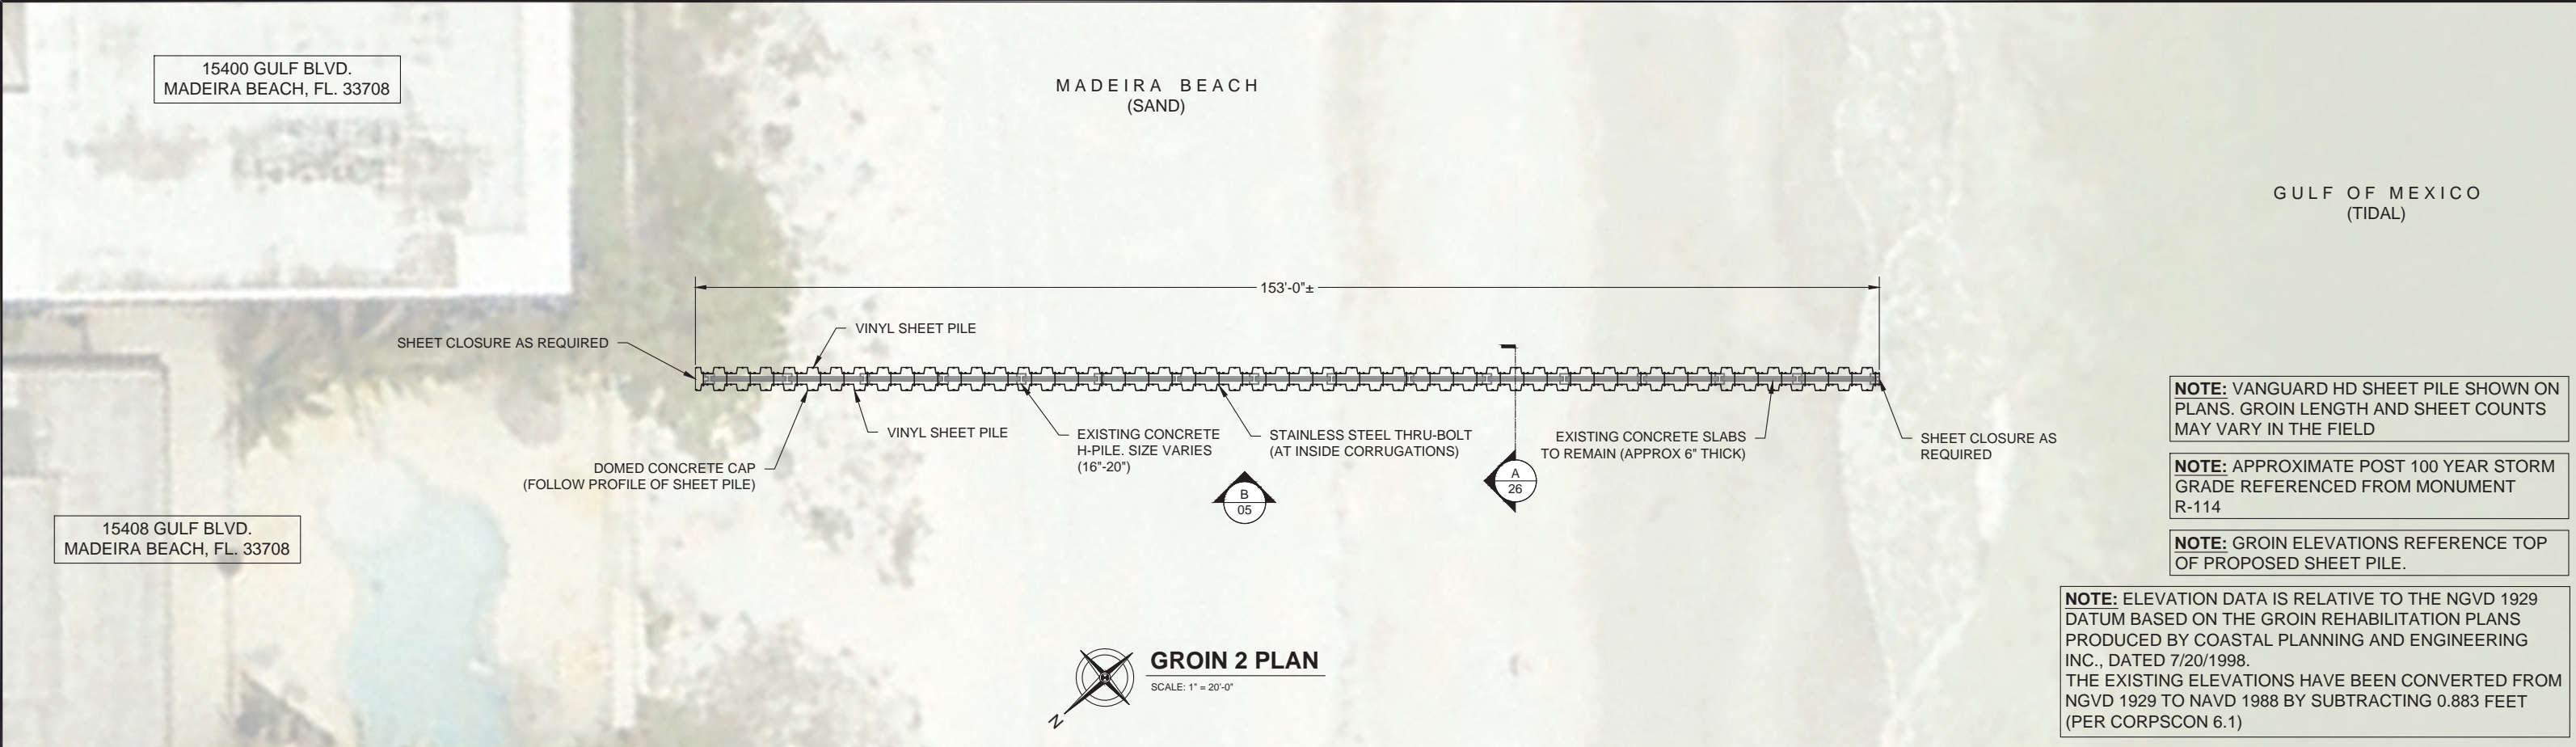 15400 GULF BLVD.
MADEIRA BEACH, FL. 33708
MADEIRA BEACH
(SAND)
GULF OF MEXICO
(TIDAL)
153'-0"±
SHEET CLOSURE AS REQUIRED
VINYL SHEET PILE
VINYL SHEET PILE
DOMED CONCRETE CAP
(FOLLOW PROFILE OF SHEET PILE)
EXISTING CONCRETE
H-PILE. SIZE VARIES
(16"-20")
STAINLESS STEEL THRU-BOLT
(AT INSIDE CORRUGATIONS)
B
05
A
26
EXISTING CONCRETE SLABS
TO REMAIN (APPROX 6" THICK)
SHEET CLOSURE AS
REQUIRED
15408 GULF BLVD.
MADEIRA BEACH, FL. 33708
NOTE: VANGUARD HD SHEET PILE SHOWN ON
PLANS. GROIN LENGTH AND SHEET COUNTS
MAY VARY IN THE FIELD
NOTE: APPROXIMATE POST 100 YEAR STORM
GRADE REFERENCED FROM MONUMENT
R-114
NOTE: GROIN ELEVATIONS REFERENCE TOP
OF PROPOSED SHEET PILE.
NOTE: ELEVATION DATA IS RELATIVE TO THE NGVD 1929
DATUM BASED ON THE GROIN REHABILITATION PLANS
PRODUCED BY COASTAL PLANNING AND ENGINEERING
INC., DATED 7/20/1998.
THE EXISTING ELEVATIONS HAVE BEEN CONVERTED FROM
NGVD 1929 TO NAVD 1988 BY SUBTRACTING 0.883 FEET
(PER CORPSCON 6.1)
N
GROIN 2 PLAN
SCALE: 1" = 20'-0"